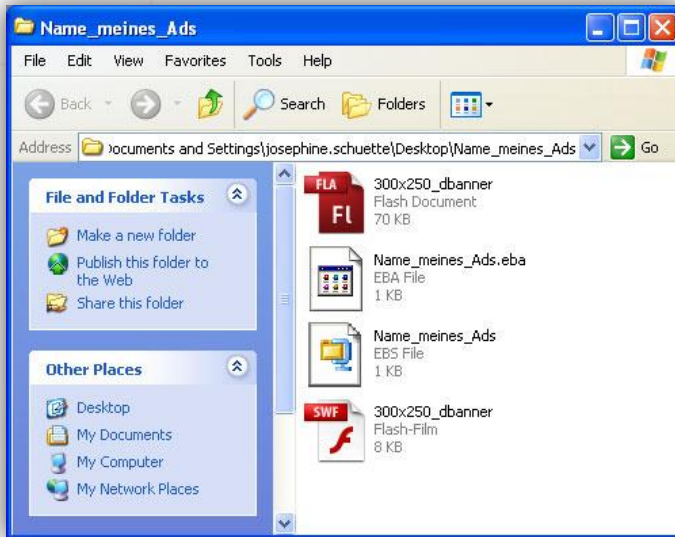 Name_meines_Ads
File Edit View Favorites Tools Help
Back Search Folders
Address ocuments and Settings\josephine.schuette\Desktop\Name_meines_Ads Go
File and Folder Tasks
Make a new folder
Publish this folder to
the Web
Share this folder
Other Places
Desktop
My Documents
My Computer
My Network Places
FLA
Fl
300x250_dbanner
Flash Document
70 KB
Name_meines_Ads.eba
EBA File
1 KB
Name_meines_Ads
EBS File
1 KB
SWF
300x250_dbanner
Flash-Film
8 KB